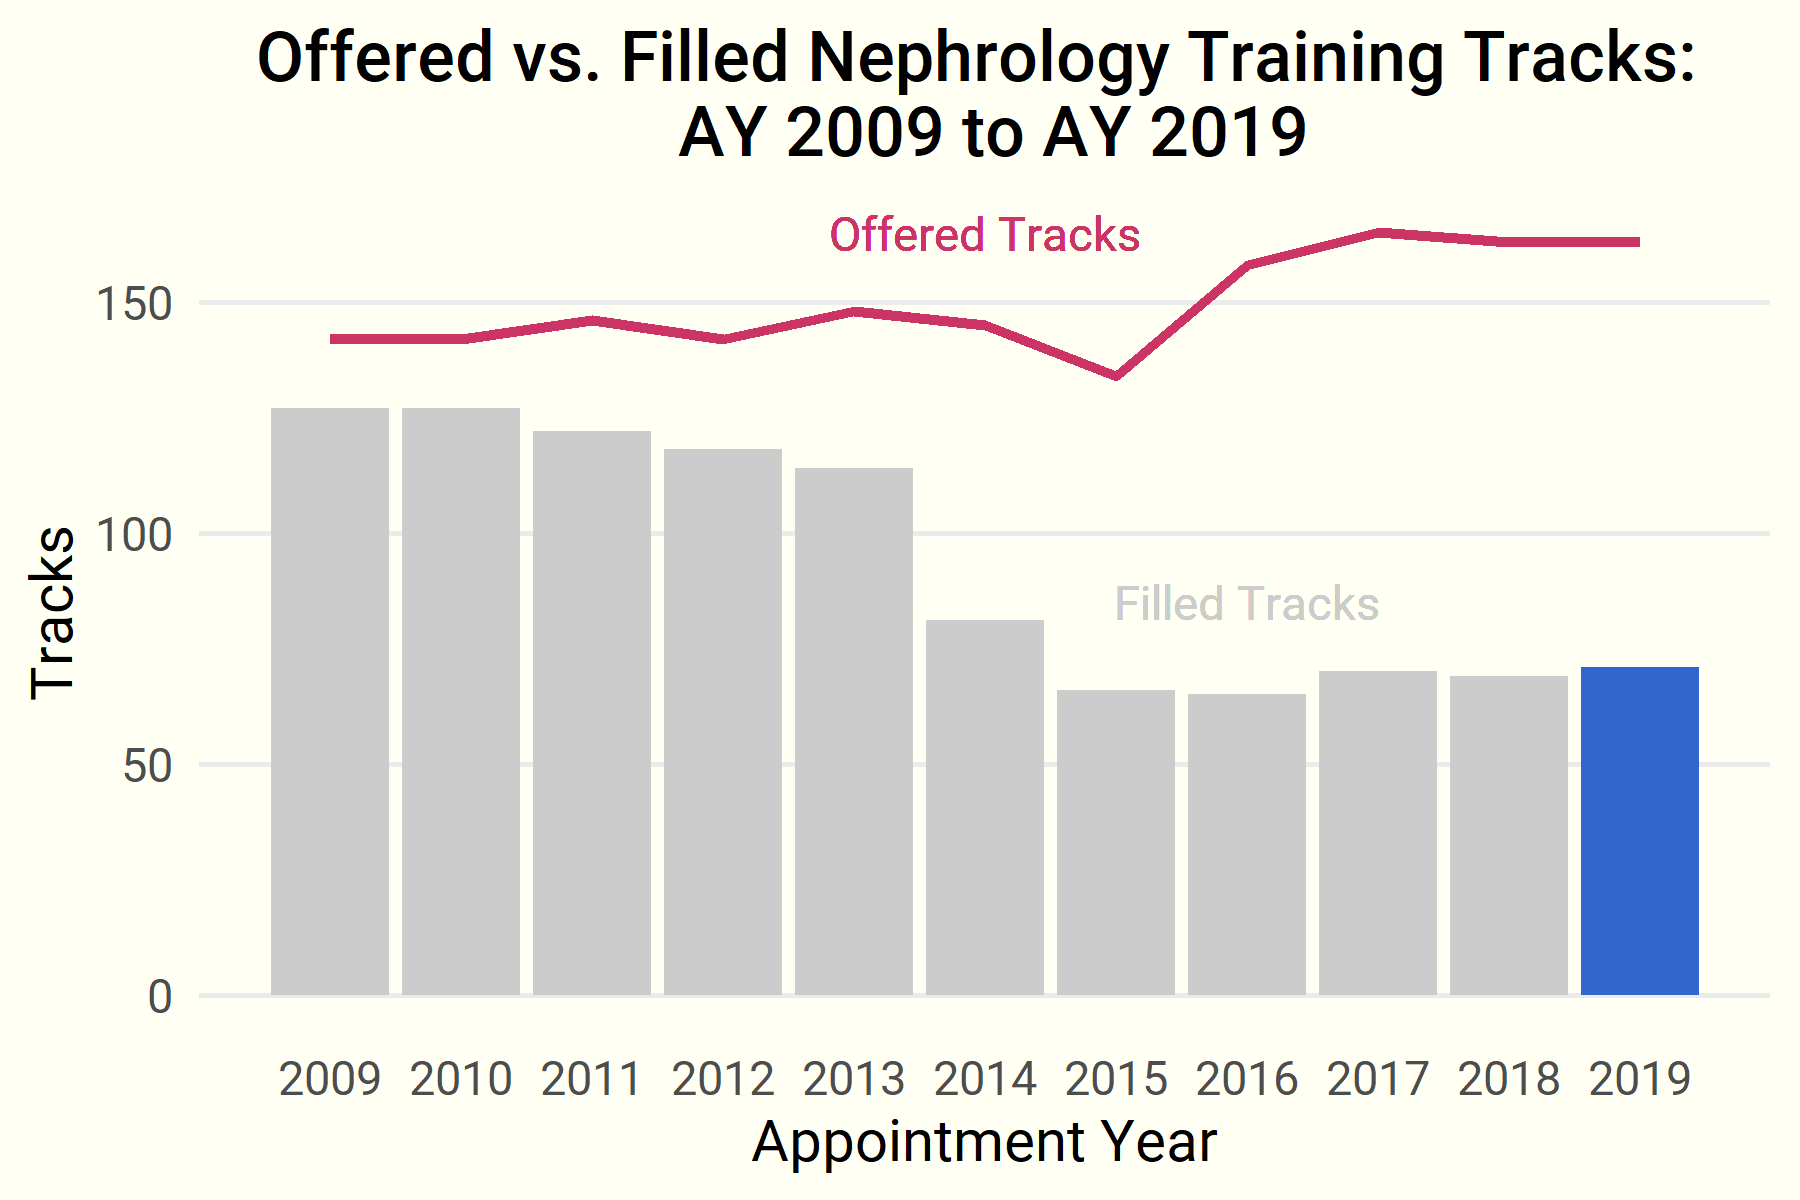 Offered vs. Filled Nephrology Training Tracks:
AY 2009 to AY 2019
Offered Tracks
150
100
Filled Tracks
50
0
Tracks
2009 2010 2011 2012 2013 2014 2015 2016 2017 2018 2019
Appointment Year